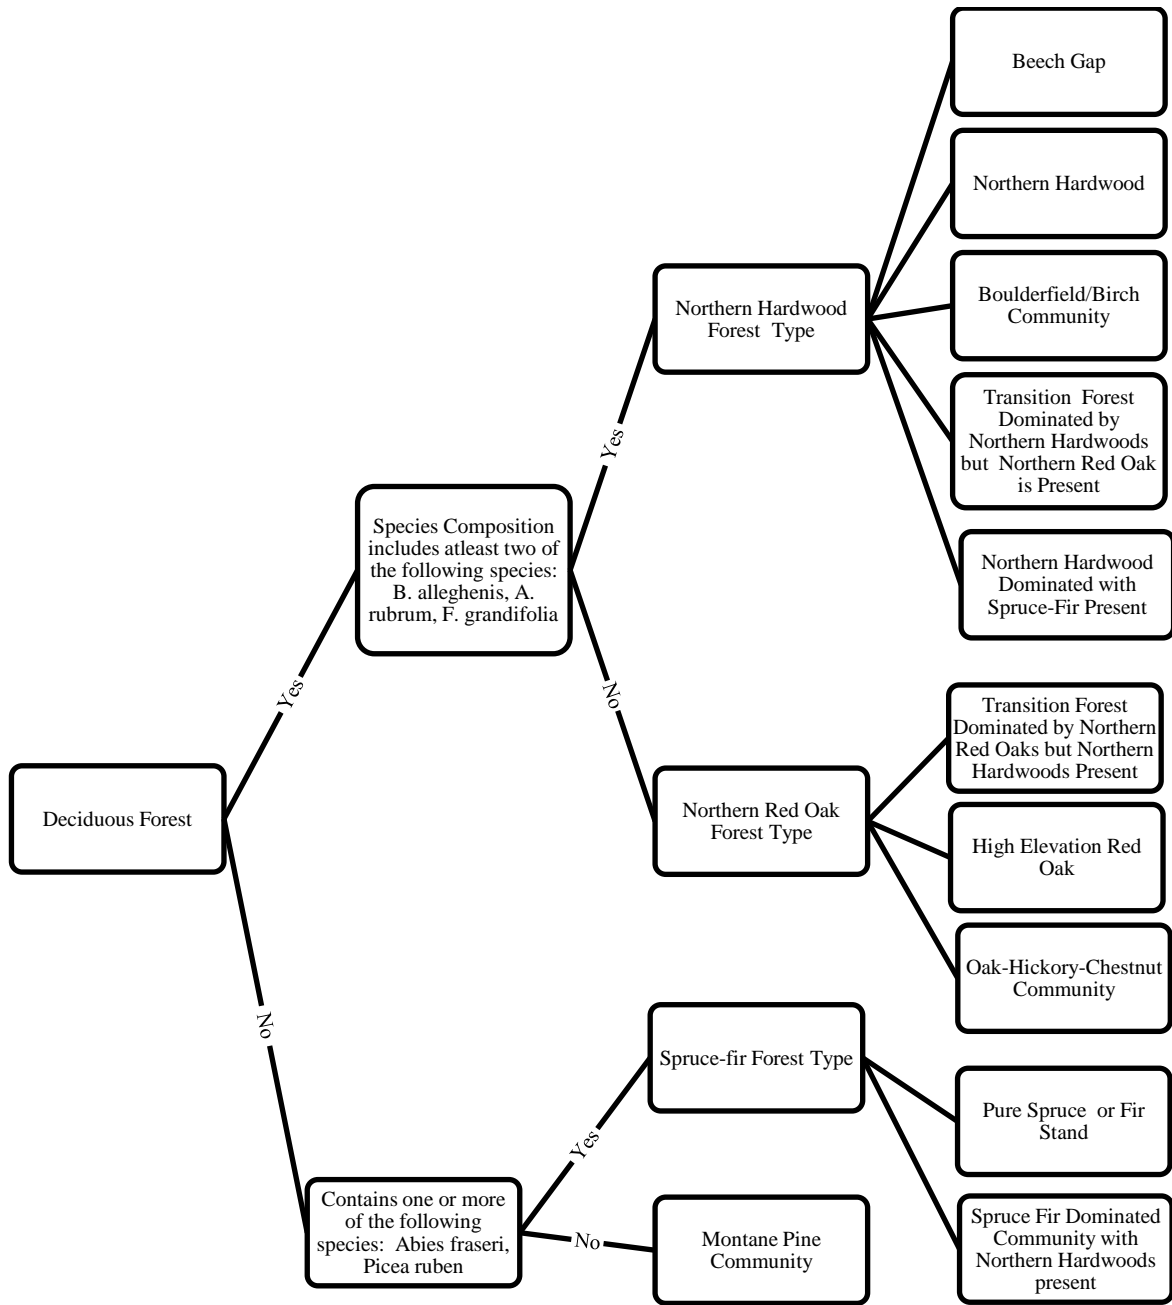 Beech Gap
Northern Hardwood
Boulderfield/Birch
Community
Transition Forest
Dominated by
Northern Hardwoods
but Northern Red Oak
is Present
Northern Hardwood
Dominated with
Spruce-Fir Present
Northern Hardwood
Forest Type
Yes
Species Composition
includes atleast two of
the following species:
B. alleghenis, A.
rubrum, F. grandifolia
No
Yes
Transition Forest
Dominated by Northern
Red Oaks but Northern
Hardwoods Present
High Elevation Red
Oak
Oak-Hickory-Chestnut
Community
Northern Red Oak
Forest Type
Deciduous Forest
No
Spruce-fir Forest Type
Pure Spruce or Fir
Stand
Spruce Fir Dominated
Community with
Northern Hardwoods
present
Yes
Contains one or more
of the following
species: Abies fraseri,
Picea ruben
No
Montane Pine
Community